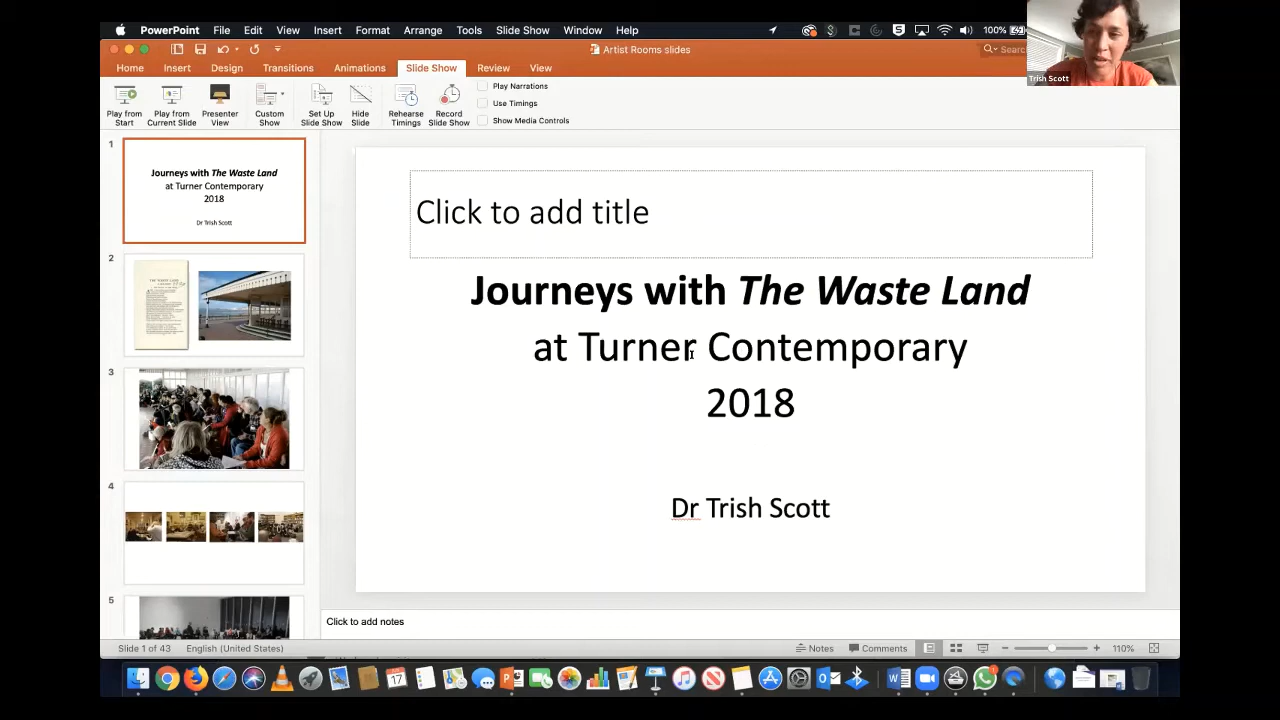 PowerPoint File Edit View Insert Format Arrange Tools Slide Show Window Help 100%
Artist Rooms slides
Home Insert Design Transitions Animations Slide Show Review View
Trish Scott
Play from Start
Play from Current Slide
Presenter View
Custom Show
Set Up Slide Show
Hide Slide
Rehearse Timings
Record Slide Show
Play Narrations
Use Timings
Show Media Controls
1
Journeys with The Waste Land
at Turner Contemporary
2018
Dr Trish Scott
2
THE WASTE LAND
3
4
5
Click to add title
Journeys with The Waste Land
at Turner Contemporary
2018
Dr Trish Scott
Click to add notes
Slide 1 of 43 English (United States) Notes Comments 110%
17